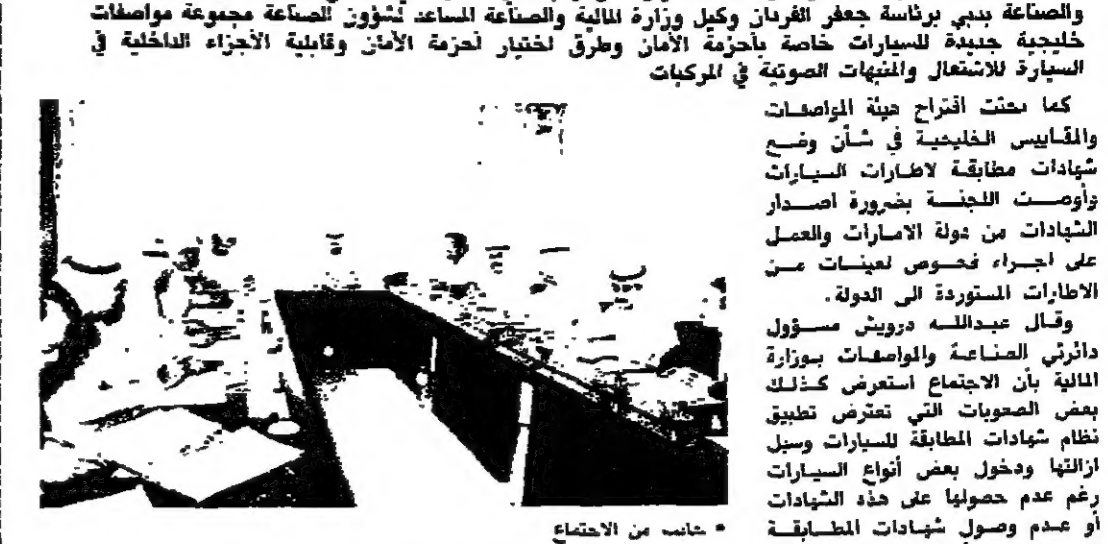 والصناعة بدبي برئاسة جعفر الفردان وكيل وزارة المالية والصناعة المساعد لشؤون الصناعة مجموعة مواصفات
خليجية جديدة للسيارات خاصة بأحزمة الأمان وطرق اختبار أحزمة الأمان وقابلية الأجزاء الداخلية في
السيارة للاشتعال والمنبهات الصوتية في المركبات
كما بحثت اقتراح هيئة المواصفات
والمقاييس الخليجية في شأن وضع
شهادات مطابقة لاطارات السيارات
وأوصت اللجنة بضرورة اصدار
الشهادات من دولة الامارات والعمل
على اجراء فحوص لعينات من
الاطارات المستوردة الى الدولة.
وقال عبدالله درويش مسؤول
دائرتي الصناعة والمواصفات بوزارة
المالية بأن الاجتماع استعرض كذلك
بعض الصعوبات التي تعترض تطبيق
نظام شهادات المطابقة للسيارات وسبل
ازالتها ودخول بعض أنواع السيارات
رغم عدم حصولها على هذه الشهادات
أو عدم وصول شهادات المطابقة
• جانب من الاجتماع